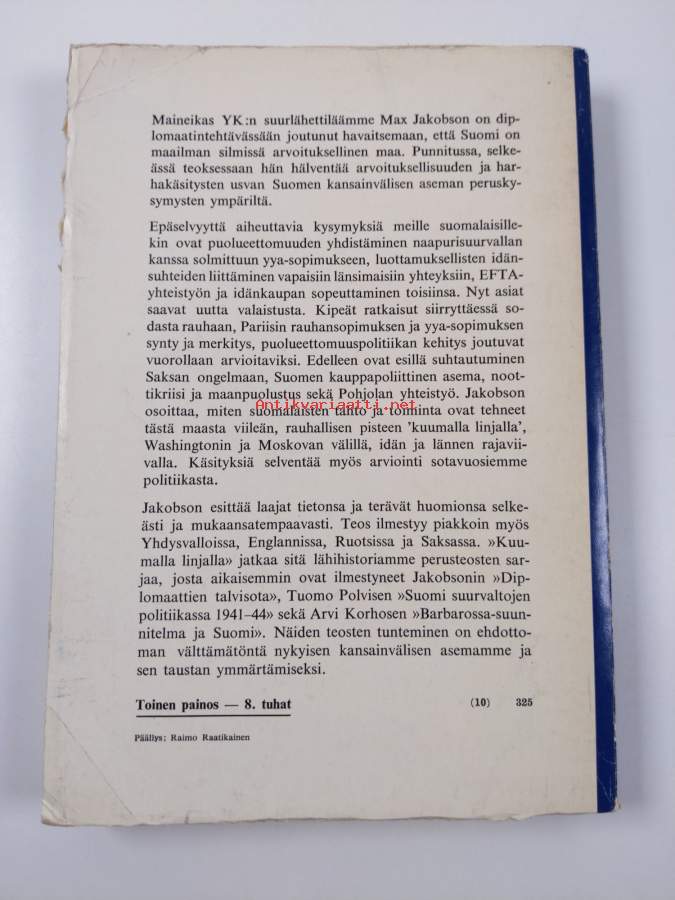 Maineikas YK:n suurlähettiläämme Max Jakobson on dip-
lomaatintehtävässään joutunut havaitsemaan, että Suomi on
maailman silmissä arvoituksellinen maa. Punnitussa, selke-
ässä teoksessaan hän hälventää arvoituksellisuuden ja har-
hakäsitysten usvan Suomen kansainvälisen aseman perusky-
symysten ympäriltä.
Epäselvyyttä aiheuttavia kysymyksiä meille suomalaisille-
kin ovat puolueettomuuden yhdistäminen naapurisuurvallan
kanssa solmittuun yya-sopimukseen, luottamuksellisten idän-
suhteiden liittäminen vapaisiin länsimaisiin yhteyksiin, EFTA-
yhteistyön ja idänkaupan sopeuttaminen toisiinsa. Nyt asiat
saavat uutta valaistusta. Kipeät ratkaisut siirryttäessä so-
dasta rauhaan, Pariisin rauhansopimuksen ja yya-sopimuksen
synty ja merkitys, puolueettomuuspolitiikan kehitys joutuvat
vuorollaan arvioitaviksi. Edelleen ovat esillä suhtautuminen
Saksan ongelmaan, Suomen kauppapoliittinen asema, noot-
tikriisi ja maanpuolustus sekä Pohjolan yhteistyö. Jakobson
Antikvariaatti.net
osoittaa, miten suomalaisten tahto ja toiminta ovat tehneet
tästä maasta viileän, rauhallisen pisteen 'kuumalla linjalla',
Washingtonin ja Moskovan välillä, idän ja lännen rajavii-
valla. Käsityksiä selventää myös arviointi sotavuosiemme
politiikasta.
Jakobson esittää laajat tietonsa ja terävät huomionsa selke-
ästi ja mukaansatempaavasti. Teos ilmestyy piakkoin myös
Yhdysvalloissa, Englannissa, Ruotsissa ja Saksassa. »Kuu-
malla linjalla» jatkaa sitä lähihistoriamme perusteosten sar-
jaa, josta aikaisemmin ovat ilmestyneet Jakobsonin »Dip-
lomaattien talvisota», Tuomo Polvisen »Suomi suurvaltojen
politiikassa 1941–44» sekä Arvi Korhosen »Barbarossa-suun-
nitelma ja Suomi». Näiden teosten tunteminen on ehdotto-
man välttämätöntä nykyisen kansainvälisen asemamme ja
sen taustan ymmärtämiseksi.
Toinen painos — 8. tuhat (10) 325
Päällys: Raimo Raatikainen